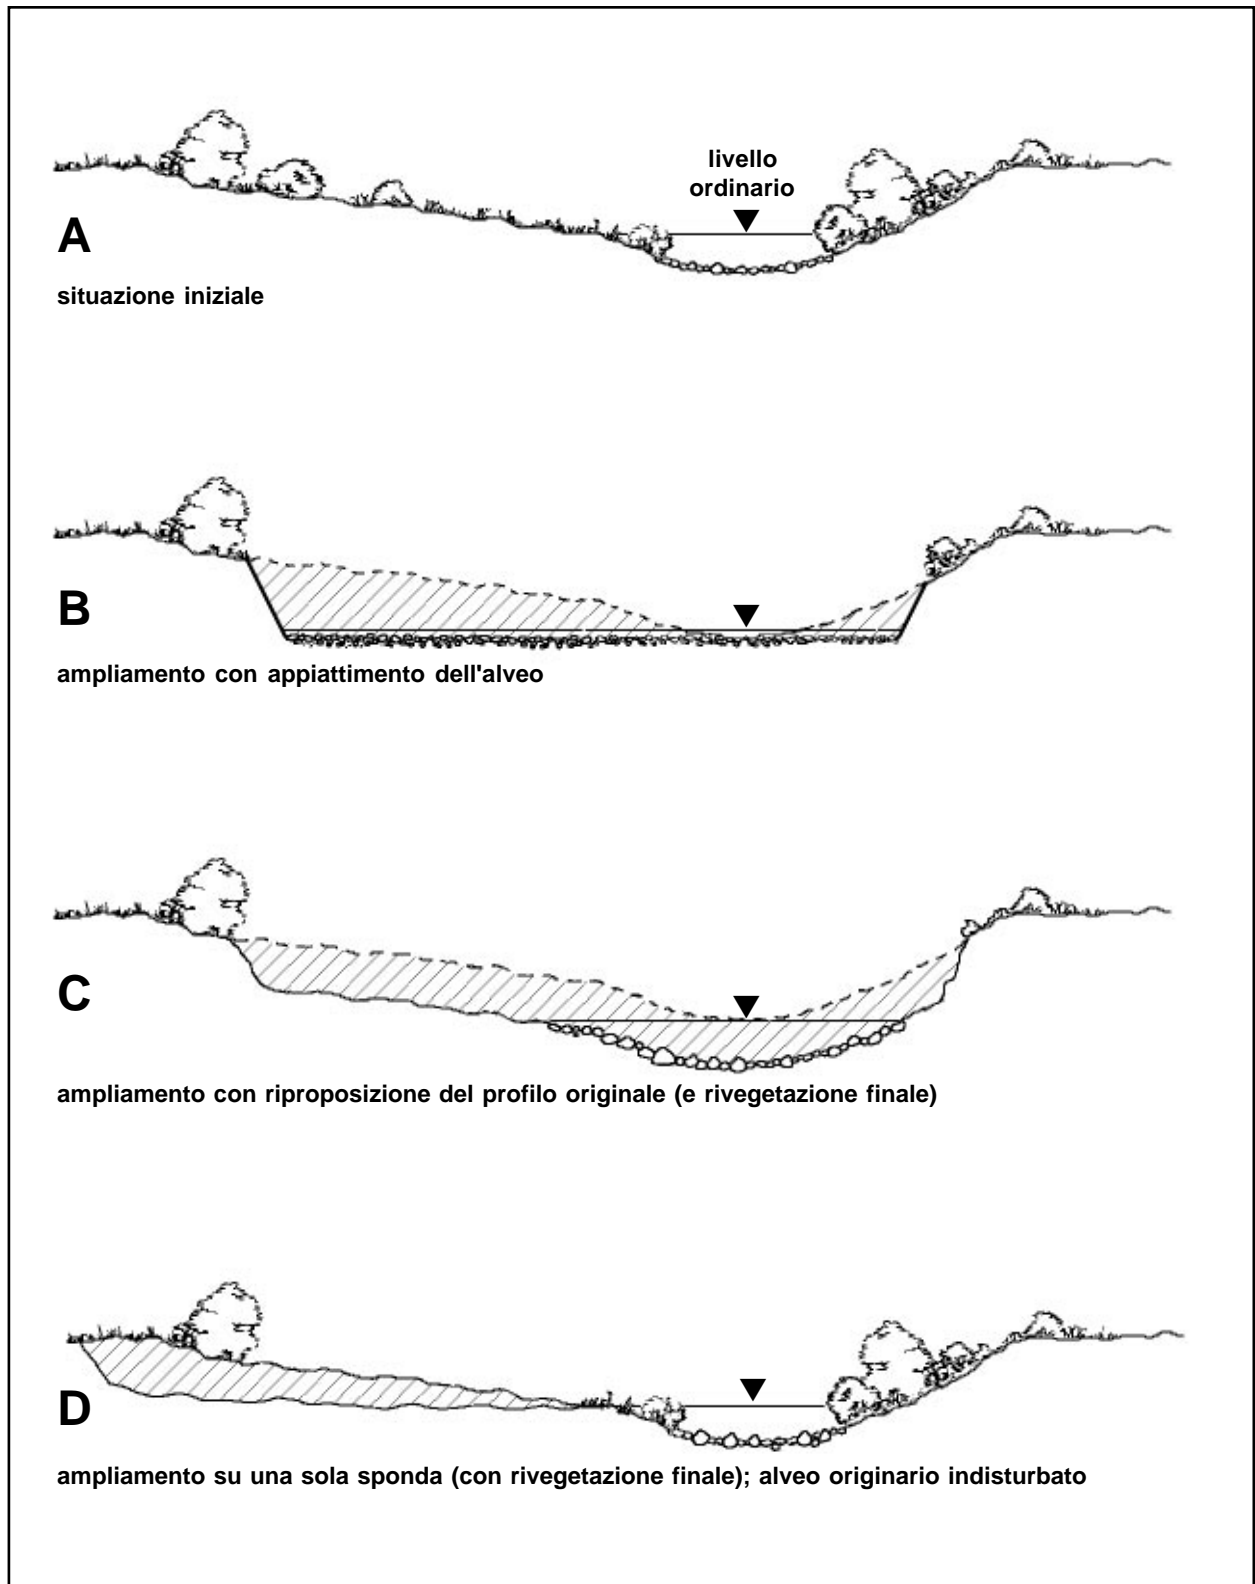 livello
ordinario
A
situazione iniziale
B
ampliamento con appiattimento dell'alveo
C
ampliamento con riproposizione del profilo originale (e rivegetazione finale)
D
ampliamento su una sola sponda (con rivegetazione finale); alveo originario indisturbato